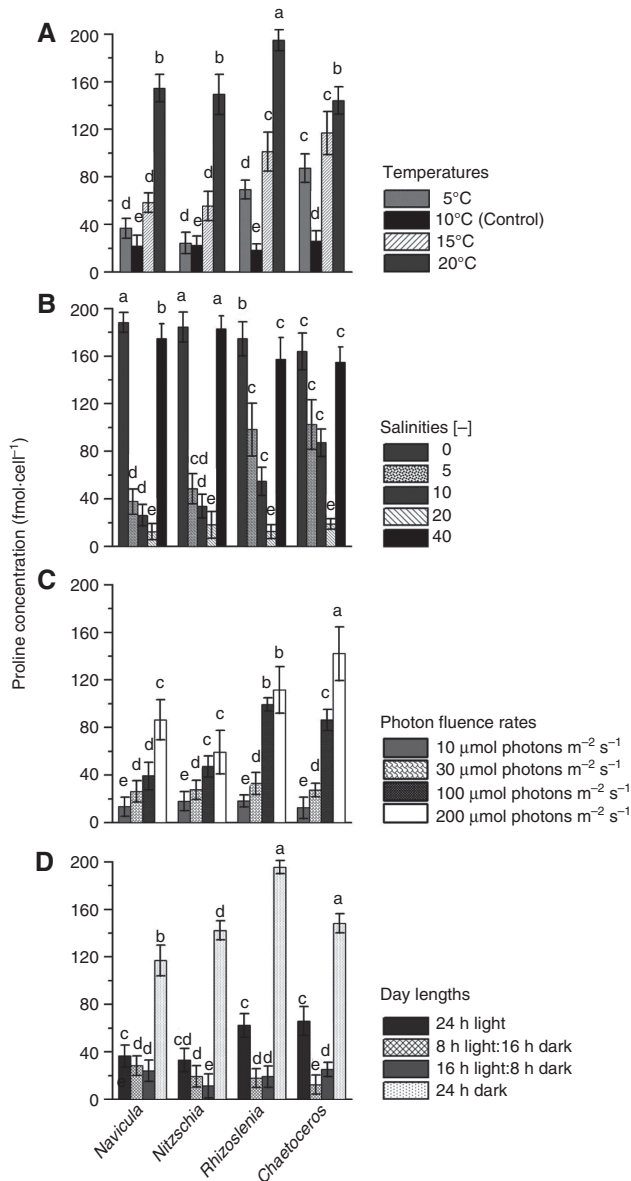 A
200
160
120
80
40
0
d e d b
d e d b
d e c a
c d c b
Temperatures
5°C
10°C (Control)
15°C
20°C
B
200
160
120
80
40
0
a d d e b
a cd d e a
b c c e c
c c c e c
Salinities [–]
0
5
10
20
40
Proline concentration (fmol·cell⁻¹)
C
200
160
120
80
40
0
e d d c
e d c c
e d b b
e d c a
Photon fluence rates
10 μmol photons m⁻² s⁻¹
30 μmol photons m⁻² s⁻¹
100 μmol photons m⁻² s⁻¹
200 μmol photons m⁻² s⁻¹
D
200
160
120
80
40
0
c d d b
cd d e d
c d d a
c e d a
Day lengths
24 h light
8 h light:16 h dark
16 h light:8 h dark
24 h dark
Navicula
Nitzschia
Rhizoslenia
Chaetoceros